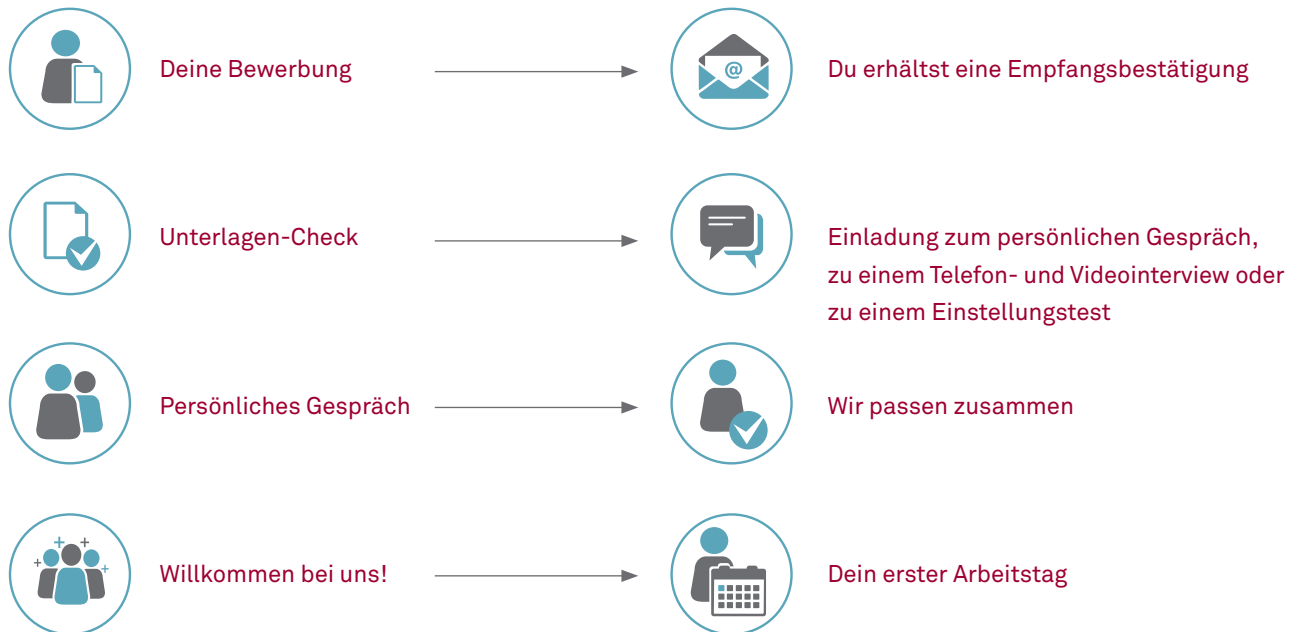 Deine Bewerbung
Du erhältst eine Empfangsbestätigung
@
Unterlagen-Check
Einladung zum persönlichen Gespräch,
zu einem Telefon- und Videointerview oder
zu einem Einstellungstest
Persönliches Gespräch
Wir passen zusammen
Willkommen bei uns!
Dein erster Arbeitstag